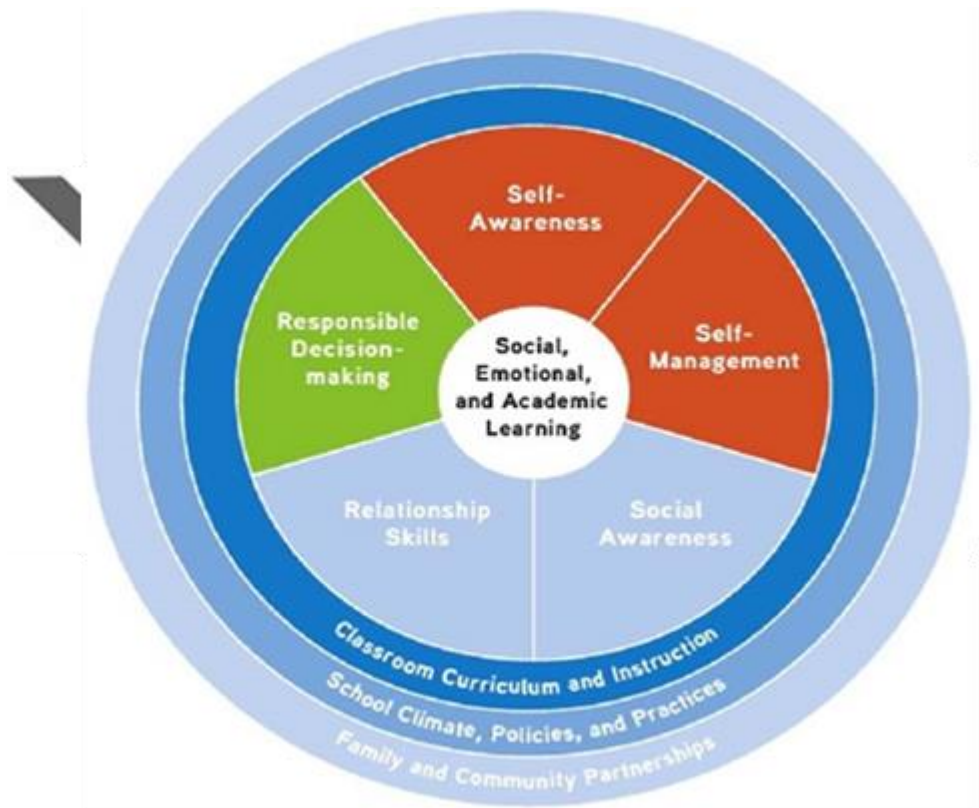 Self-
Awareness
Self-
Management
Responsible
Decision-
making
Social,
Emotional,
and Academic
Learning
Relationship
Skills
Social
Awareness
Classroom Curriculum and Instruction
School Climate, Policies, and Practices
Family and Community Partnerships